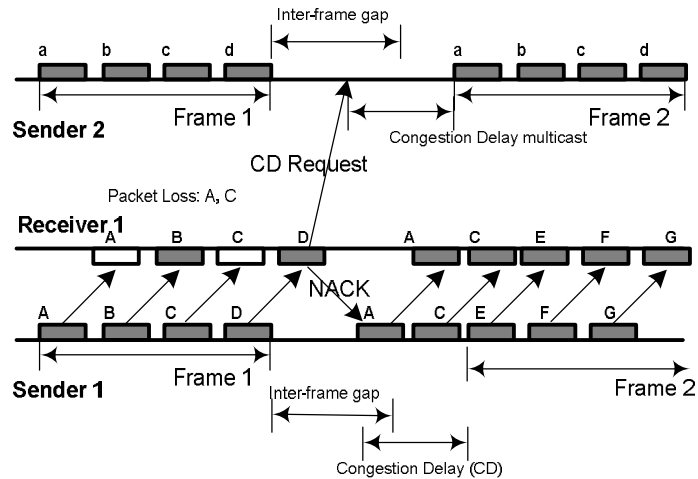 Inter-frame gap
a b c d a b c d
Frame 1 Frame 2
Sender 2
Congestion Delay multicast
CD Request
Packet Loss: A, C
Receiver 1
A B C D A C E F G
NACK
A B C D A C E F G
Frame 1 Frame 2
Sender 1
Inter-frame gap
Congestion Delay (CD)